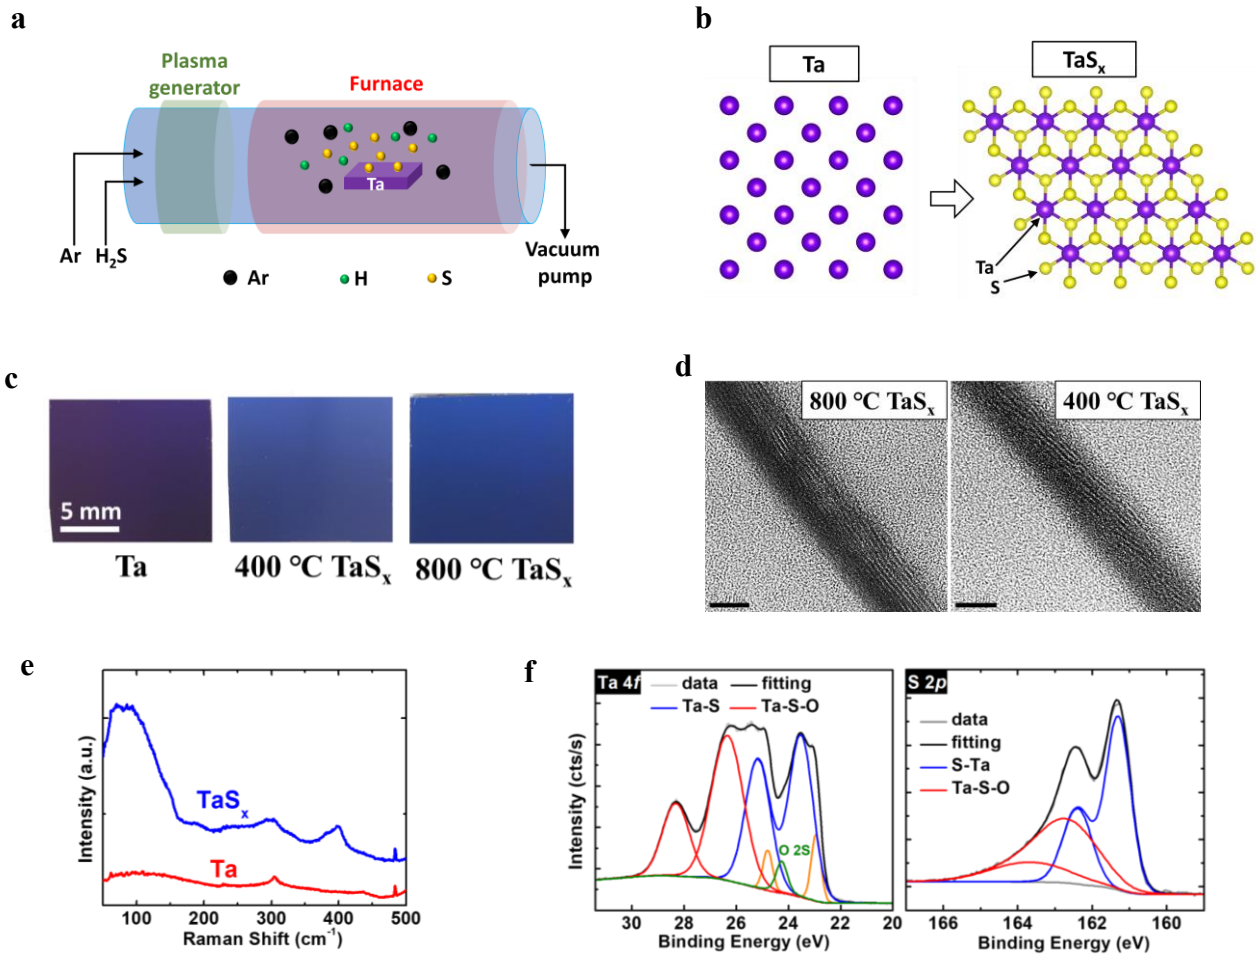 a
Plasma
generator
Furnace
Ta
Ar
H₂S
Vacuum
pump
Ar
H
S
b
Ta
TaSₓ
Ta
S
c
5 mm
Ta
400 °C TaSₓ
800 °C TaSₓ
d
800 °C TaSₓ
400 °C TaSₓ
e
Intensity (a.u.)
TaSₓ
Ta
100 200 300 400 500
Raman Shift (cm⁻¹)
f
Ta 4f
data
fitting
Ta-S
Ta-S-O
O 2S
Intensity (cts/s)
30 28 26 24 22 20
Binding Energy (eV)
S 2p
data
fitting
S-Ta
Ta-S-O
166 164 162 160
Binding Energy (eV)